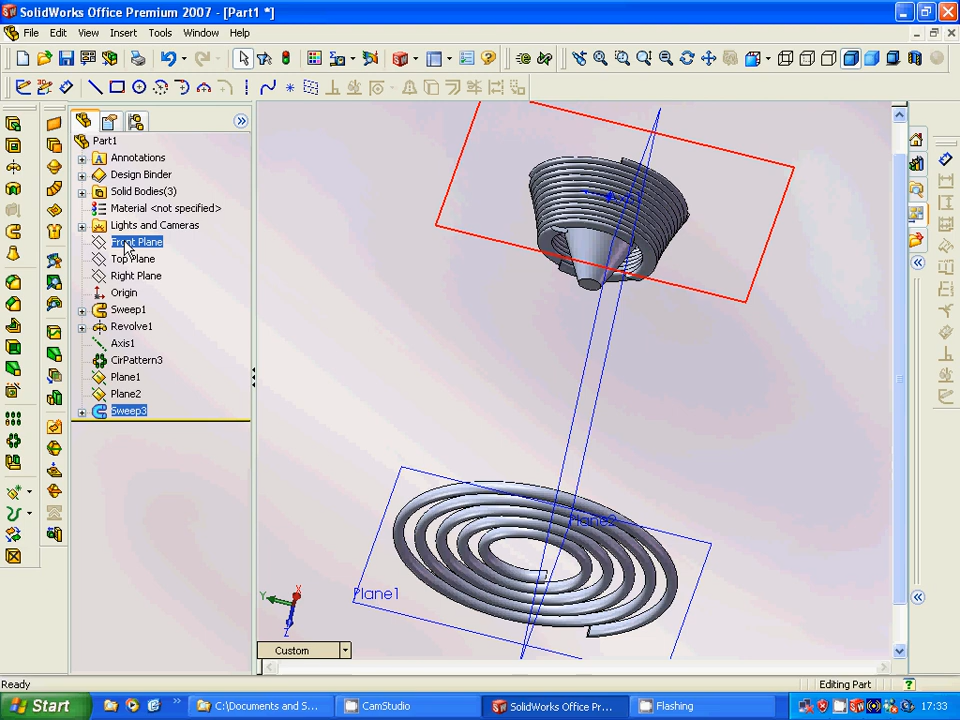 SolidWorks Office Premium 2007 - [Part1 *]
File Edit View Insert Tools Window Help
Part1
Annotations
Design Binder
Solid Bodies(3)
Material <not specified>
Lights and Cameras
Front Plane
Top Plane
Right Plane
Origin
Sweep1
Revolve1
Axis1
CirPattern3
Plane1
Plane2
Sweep3
Plane2
Plane1
X
Y
Z
Custom
Ready
Editing Part
Start
C:\Documents and S...
CamStudio
SolidWorks Office Pr...
Flashing
17:33